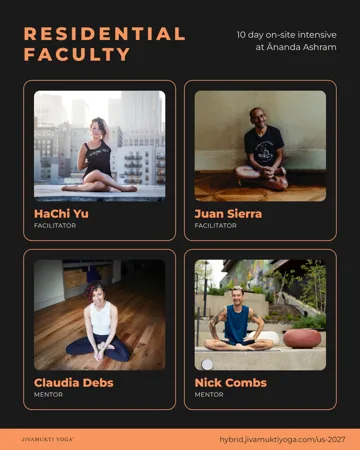 RESIDENTIAL
FACULTY
10 day on-site intensive
at Ānanda Ashram
HaChi Yu
FACILITATOR
Juan Sierra
FACILITATOR
Claudia Debs
MENTOR
Nick Combs
MENTOR
JIVAMUKTI YOGA®
hybrid.jivamuktiyoga.com/us-2027